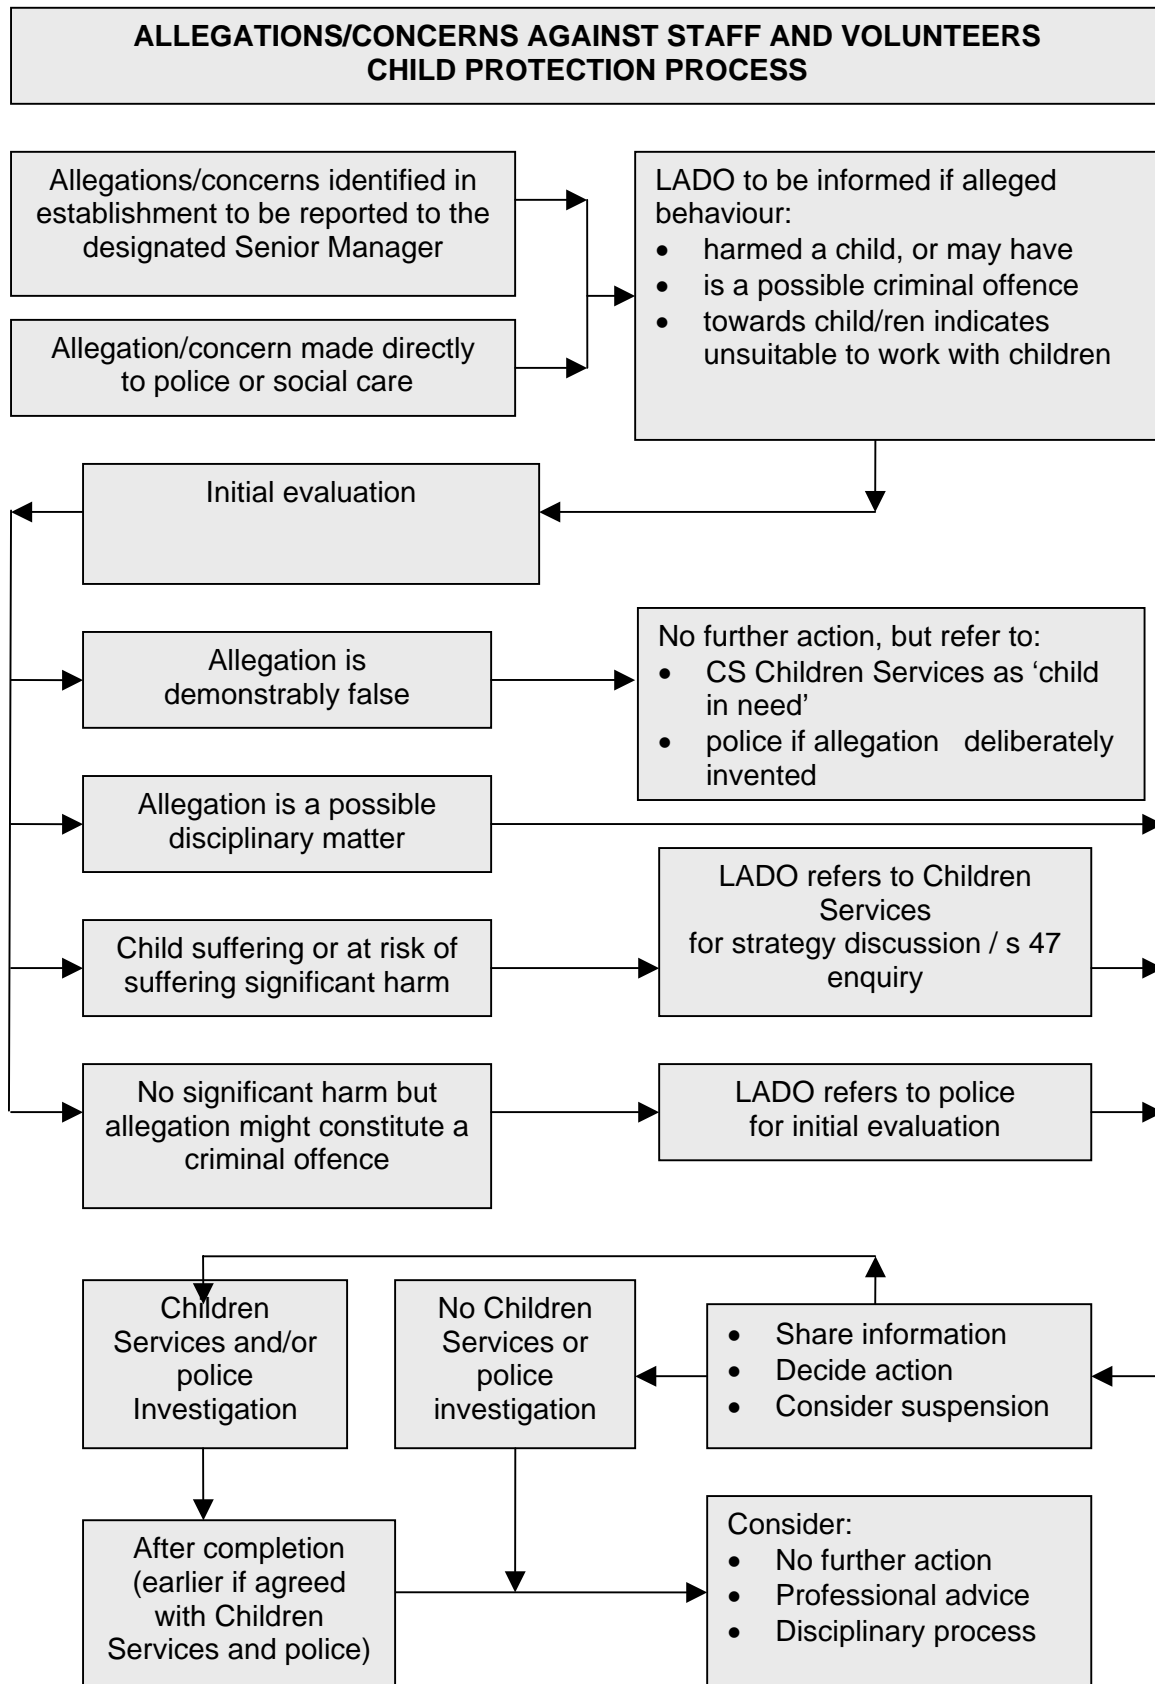 ALLEGATIONS/CONCERNS AGAINST STAFF AND VOLUNTEERS
CHILD PROTECTION PROCESS
Allegations/concerns identified in
establishment to be reported to the
designated Senior Manager
Allegation/concern made directly
to police or social care
LADO to be informed if alleged
behaviour:
• harmed a child, or may have
• is a possible criminal offence
• towards child/ren indicates
unsuitable to work with children
Initial evaluation
Allegation is
demonstrably false
No further action, but refer to:
• CS Children Services as ‘child
in need’
• police if allegation deliberately
invented
Allegation is a possible
disciplinary matter
Child suffering or at risk of
suffering significant harm
LADO refers to Children
Services
for strategy discussion / s 47
enquiry
No significant harm but
allegation might constitute a
criminal offence
LADO refers to police
for initial evaluation
Children
Services and/or
police
Investigation
No Children
Services or
police
investigation
• Share information
• Decide action
• Consider suspension
After completion
(earlier if agreed
with Children
Services and police)
Consider:
• No further action
• Professional advice
• Disciplinary process